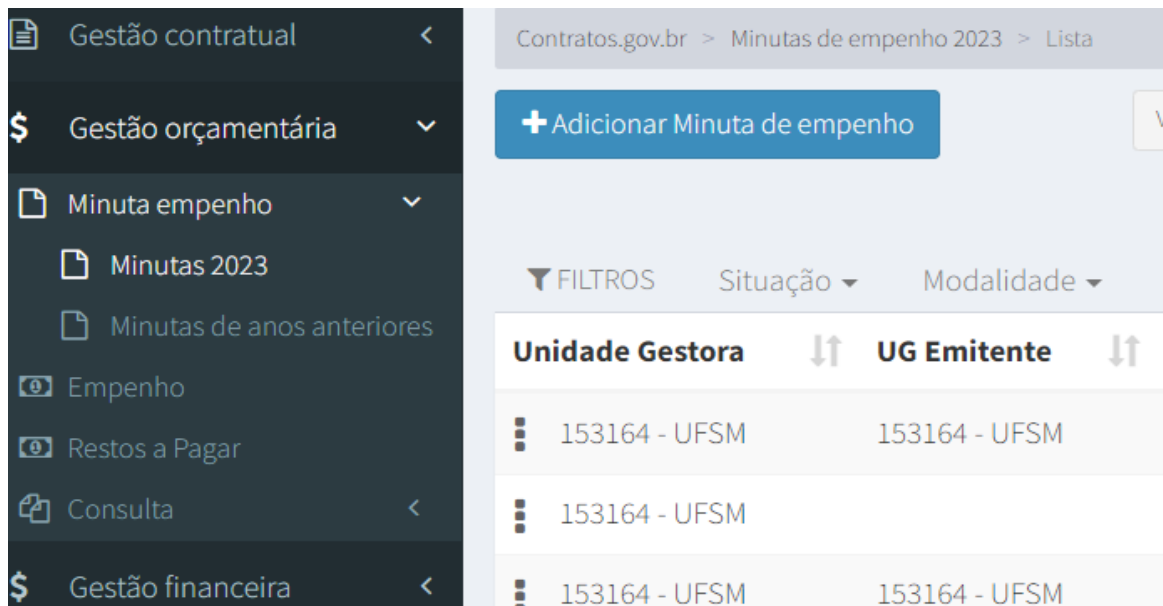 Gestão contratual
Gestão orçamentária
Minuta empenho
Minutas 2023
Minutas de anos anteriores
Empenho
Restos a Pagar
Consulta
Gestão financeira
Contratos.gov.br > Minutas de empenho 2023 > Lista
Adicionar Minuta de empenho
FILTROS Situação Modalidade
Unidade Gestora UG Emitente
153164 - UFSM 153164 - UFSM
153164 - UFSM
153164 - UFSM 153164 - UFSM